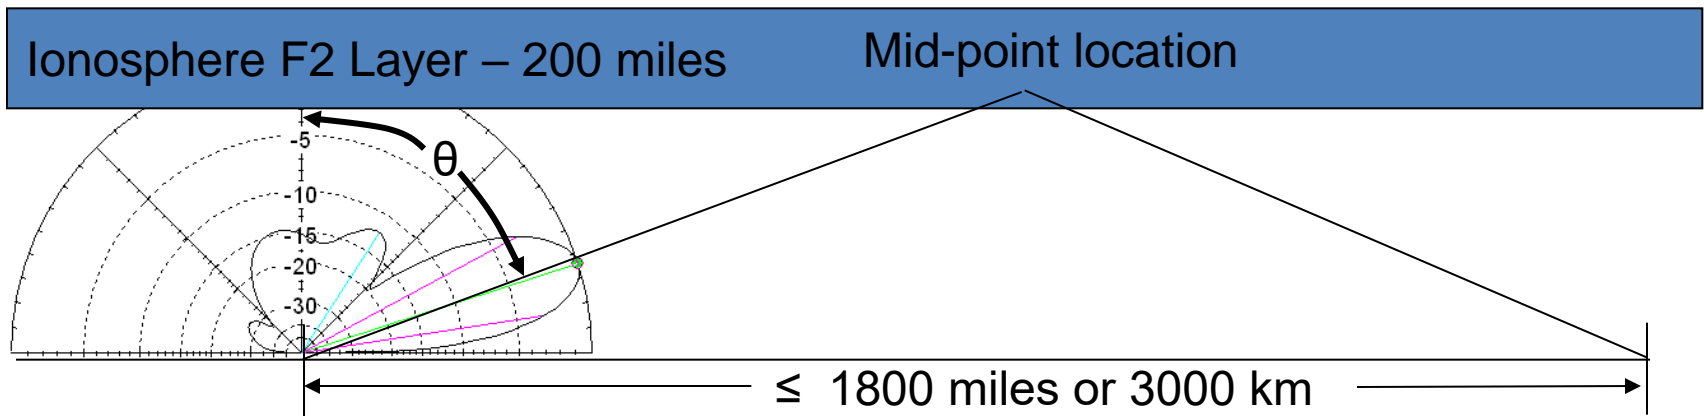 Ionosphere F2 Layer – 200 miles
Mid-point location
-5
θ
-10
-15
-20
-30
≤ 1800 miles or 3000 km